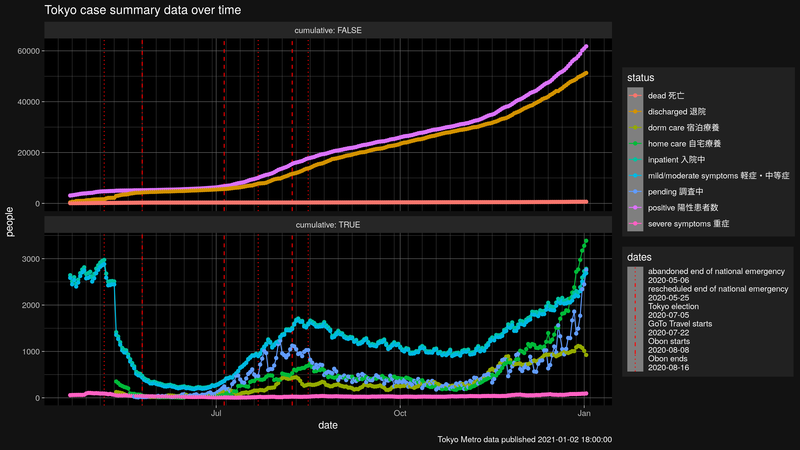 Tokyo case summary data over time
cumulative: FALSE
60000
40000
20000
0
cumulative: TRUE
3000
2000
1000
0
people
Jul
Oct
Jan
date
status
dead 死亡
discharged 退院
dorm care 宿泊療養
home care 自宅療養
inpatient 入院中
mild/moderate symptoms 軽症・中等症
pending 調査中
positive 陽性患者数
severe symptoms 重症
dates
abandoned end of national emergency
2020-05-06
rescheduled end of national emergency
2020-05-25
Tokyo election
2020-07-05
GoTo Travel starts
2020-07-22
Obon starts
2020-08-08
Obon ends
2020-08-16
Tokyo Metro data published 2021-01-02 18:00:00